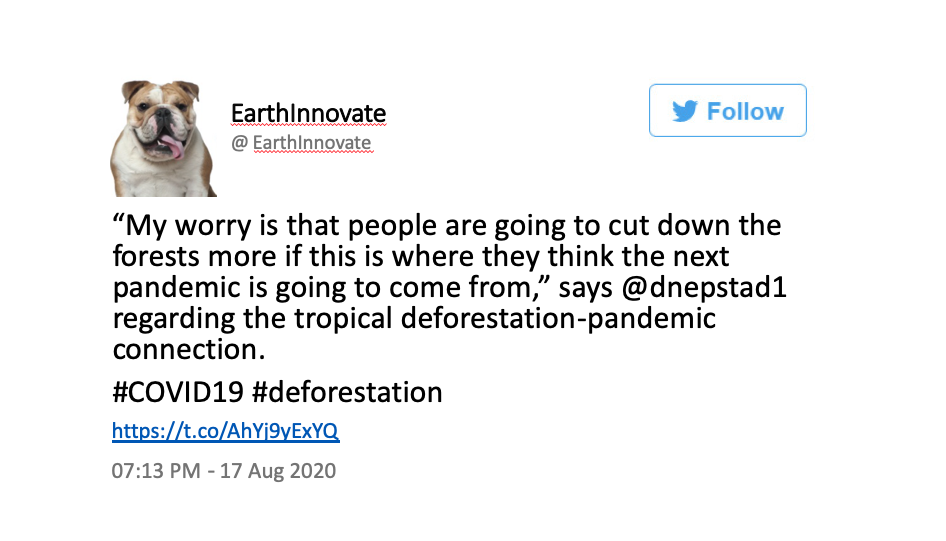 EarthInnovate
@ EarthInnovate
Follow
“My worry is that people are going to cut down the
forests more if this is where they think the next
pandemic is going to come from,” says @dnepstad1
regarding the tropical deforestation-pandemic
connection.
#COVID19 #deforestation
https://t.co/AhYj9yExYQ
07:13 PM - 17 Aug 2020